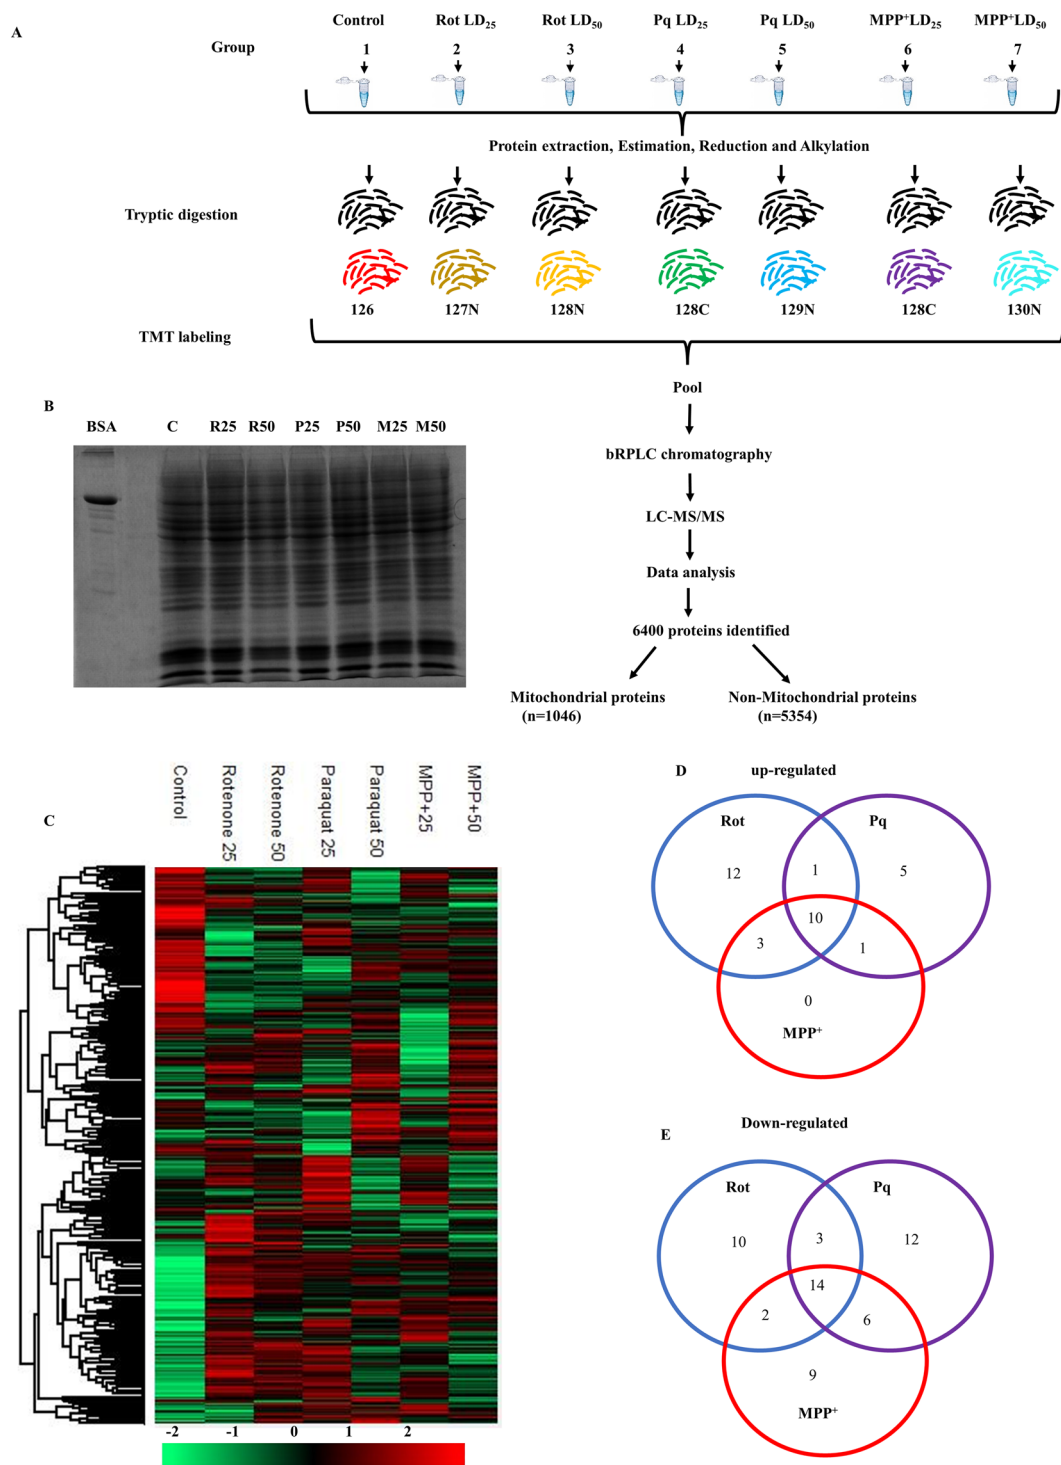 A
Control Rot LD25 Rot LD50 Pq LD25 Pq LD50 MPP+LD25 MPP+LD50
Group 1 2 3 4 5 6 7
Protein extraction, Estimation, Reduction and Alkylation
Tryptic digestion
126 127N 128N 128C 129N 128C 130N
TMT labeling
Pool
bRPLC chromatography
LC-MS/MS
Data analysis
6400 proteins identified
Mitochondrial proteins
(n=1046)
Non-Mitochondrial proteins
(n=5354)
B
BSA C R25 R50 P25 P50 M25 M50
C
Control
Rotenone 25
Rotenone 50
Paraquat 25
Paraquat 50
MPP+25
MPP+50
-2 -1 0 1 2
D up-regulated
Rot Pq
12 1 5
10
3 1
0
MPP+
E Down-regulated
Rot Pq
10 3 12
14
2 6
9
MPP+